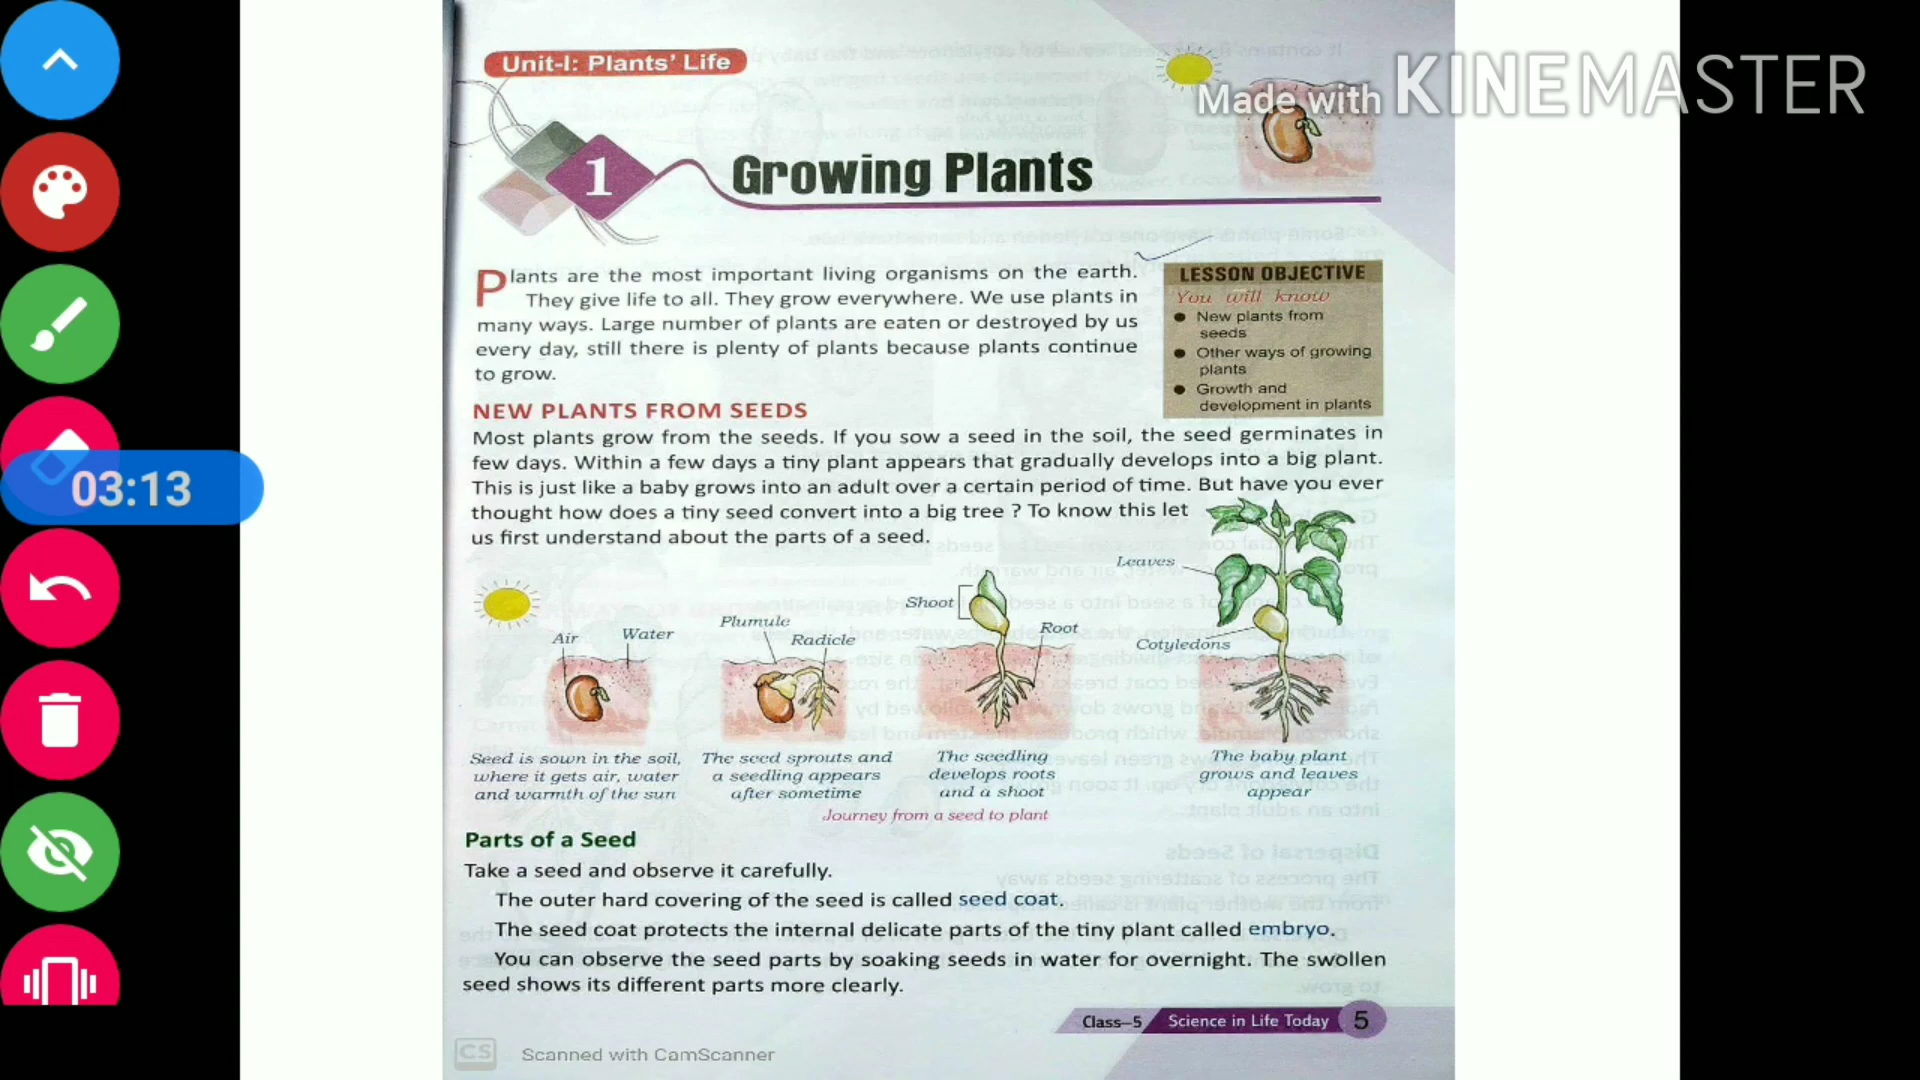 Unit-I: Plants' Life
Made with KINEMASTER
1
Growing Plants
Plants are the most important living organisms on the earth.
They give life to all. They grow everywhere. We use plants in
many ways. Large number of plants are eaten or destroyed by us
every day, still there is plenty of plants because plants continue
to grow.
LESSON OBJECTIVE
You will know
● New plants from
seeds
● Other ways of growing
plants
● Growth and
development in plants
NEW PLANTS FROM SEEDS
Most plants grow from the seeds. If you sow a seed in the soil, the seed germinates in
few days. Within a few days a tiny plant appears that gradually develops into a big plant.
This is just like a baby grows into an adult over a certain period of time. But have you ever
thought how does a tiny seed convert into a big tree ? To know this let
us first understand about the parts of a seed.
03:13
Air
Water
Plumule
Radicle
Shoot
Root
Leaves
Cotyledons
Seed is sown in the soil,
where it gets air, water
and warmth of the sun
The seed sprouts and
a seedling appears
after sometime
The seedling
develops roots
and a shoot
The baby plant
grows and leaves
appear
Journey from a seed to plant
Parts of a Seed
Take a seed and observe it carefully.
The outer hard covering of the seed is called seed coat.
The seed coat protects the internal delicate parts of the tiny plant called embryo.
You can observe the seed parts by soaking seeds in water for overnight. The swollen
seed shows its different parts more clearly.
Class–5 Science in Life Today 5
CS Scanned with CamScanner